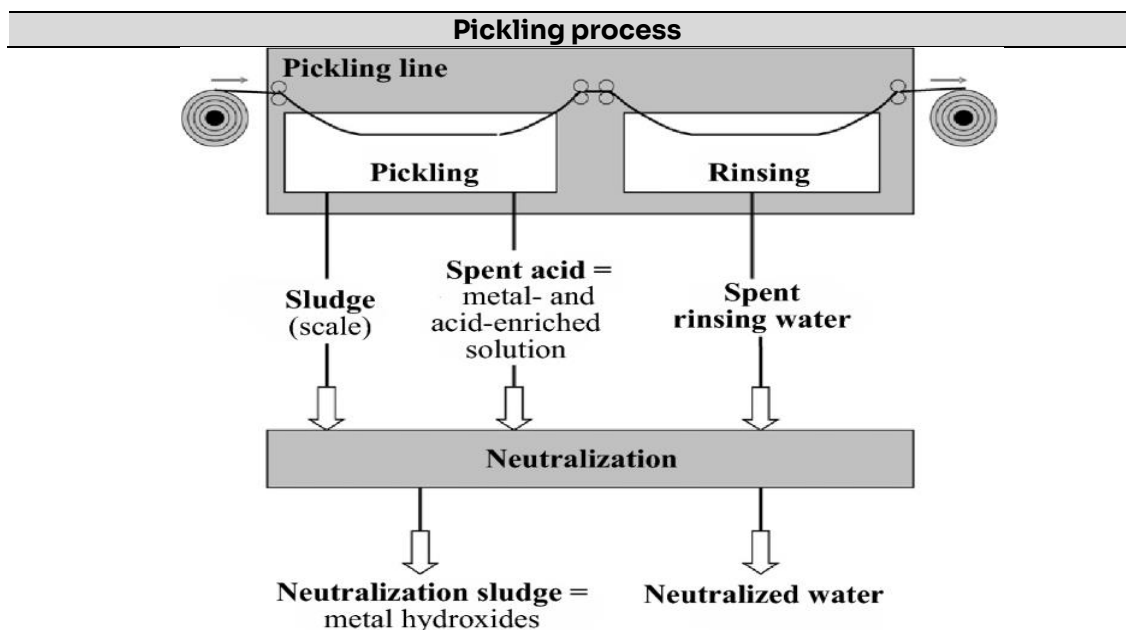 Pickling process
Pickling line
Pickling
Rinsing
Sludge
(scale)
Spent acid =
metal- and
acid-enriched
solution
Spent
rinsing water
Neutralization
Neutralization sludge =
metal hydroxides
Neutralized water